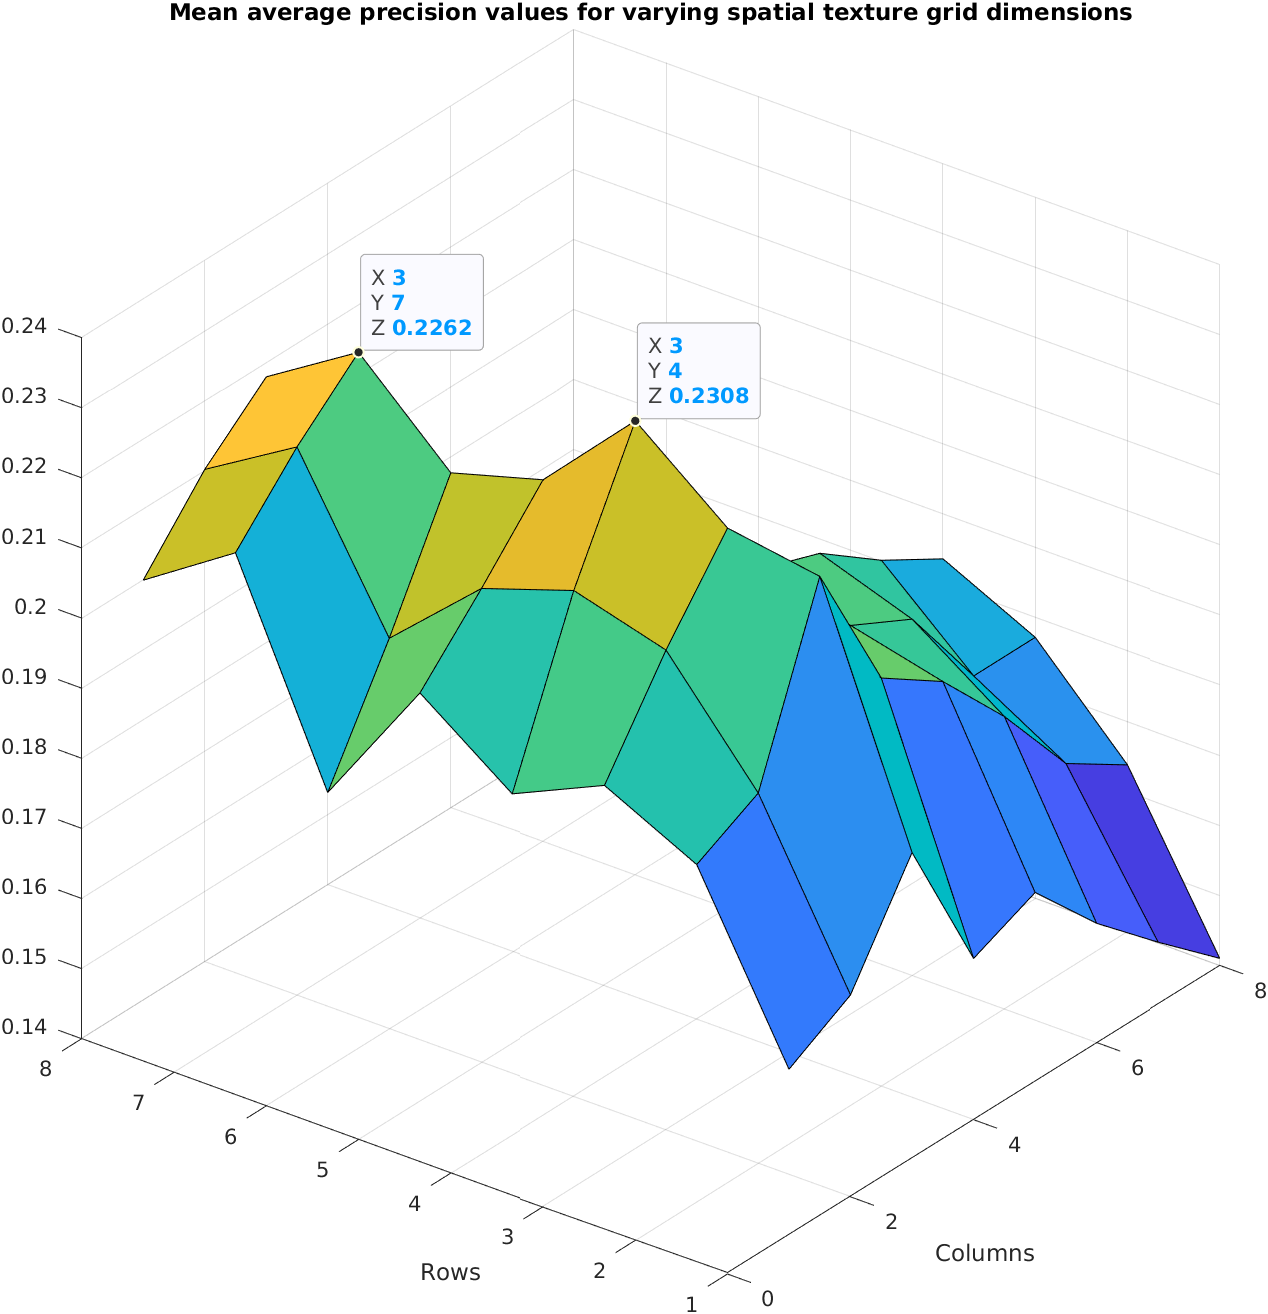 Mean average precision values for varying spatial texture grid dimensions
X 3
Y 7
Z 0.2262
X 3
Y 4
Z 0.2308
0.24
0.23
0.22
0.21
0.2
0.19
0.18
0.17
0.16
0.15
0.14
8
7
6
5
4
3
2
1
Rows
0
2
4
6
8
Columns